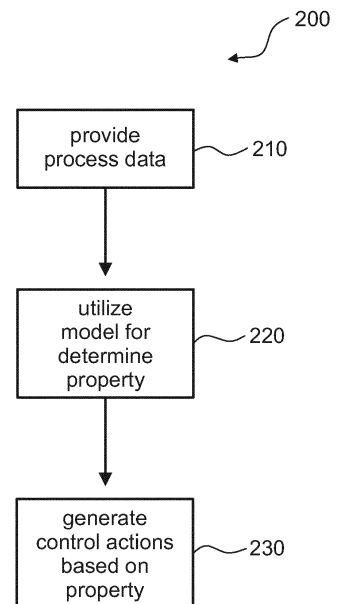 200
provide
process data
210
utilize
model for
determine
property
220
generate
control actions
based on
property
230